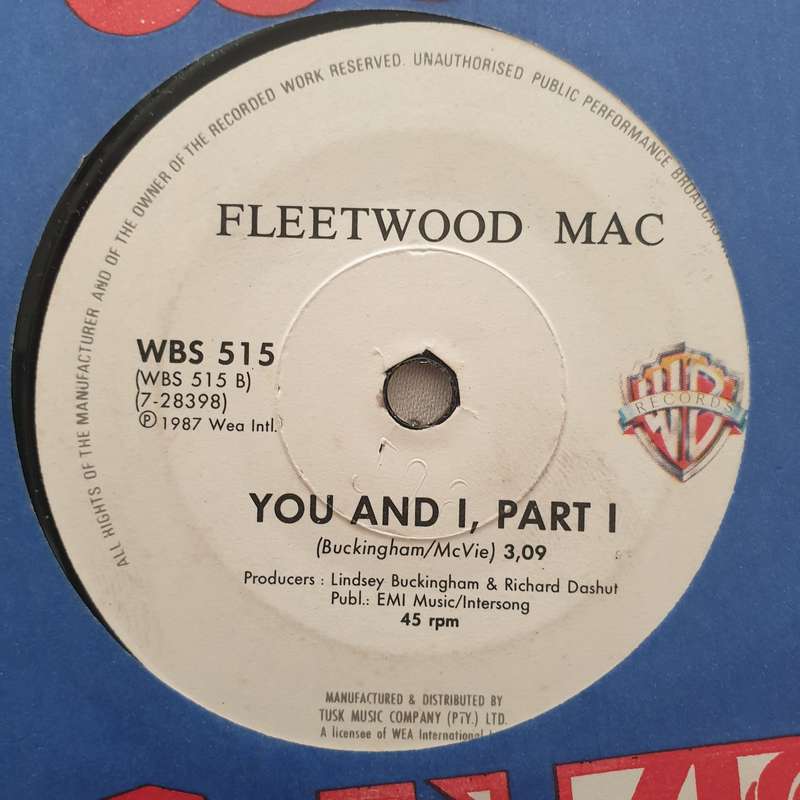 ALL RIGHTS OF THE MANUFACTURER AND OF THE OWNER OF THE RECORDED WORK RESERVED. UNAUTHORISED PUBLIC PERFORMANCE
FLEETWOOD MAC
WBS 515
(WBS 515 B)
(7-28398)
℗ 1987 Wea Intl.
WB
RECORDS
YOU AND I, PART I
(Buckingham/McVie) 3,09
Producers : Lindsey Buckingham & Richard Dashut
Publ.: EMI Music/Intersong
45 rpm
MANUFACTURED & DISTRIBUTED BY
TUSK MUSIC COMPANY (PTY.) LTD.
A licensee of WEA International